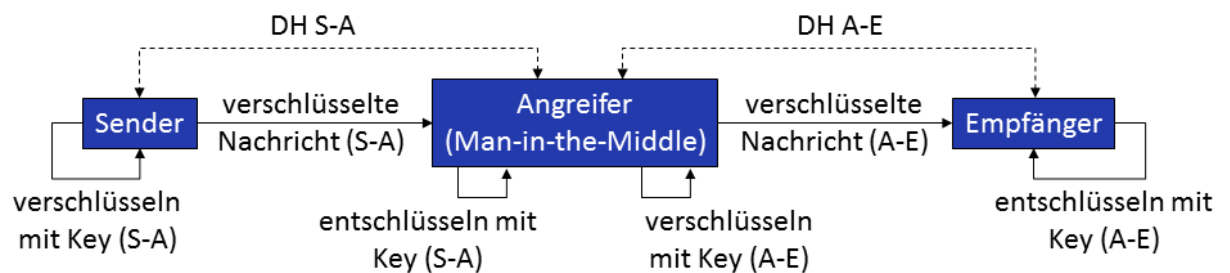 DH S-A
DH A-E
Sender
verschlüsselte
Nachricht (S-A)
Angreifer
(Man-in-the-Middle)
verschlüsselte
Nachricht (A-E)
Empfänger
verschlüsseln
mit Key (S-A)
entschlüsseln mit
Key (S-A)
verschlüsseln
mit Key (A-E)
entschlüsseln mit
Key (A-E)